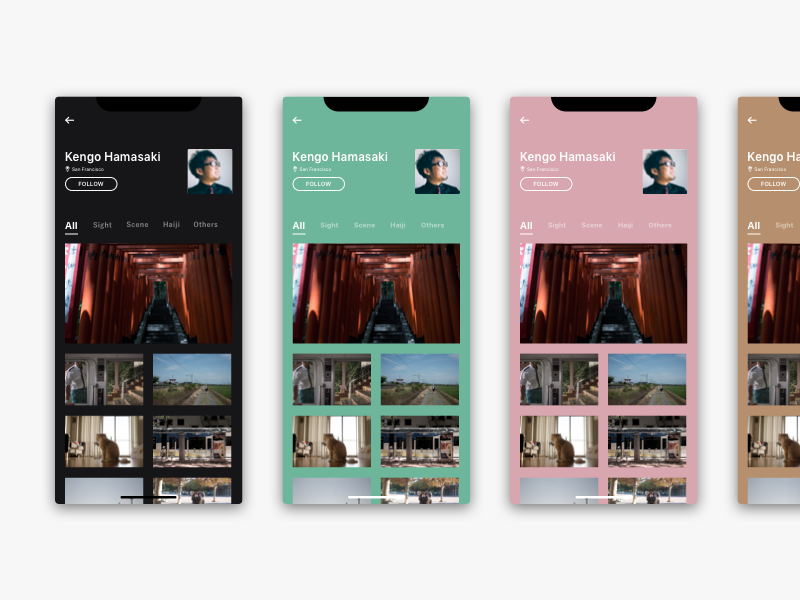 Kengo Hamasaki
San Francisco
FOLLOW
All Sight Scene Haiji Others
Kengo Hamasaki
San Francisco
FOLLOW
All Sight Scene Haiji Others
Kengo Hamasaki
San Francisco
FOLLOW
All Sight Scene Haiji Others
Kengo Ha
San Francisco
FOLLOW
All Sight